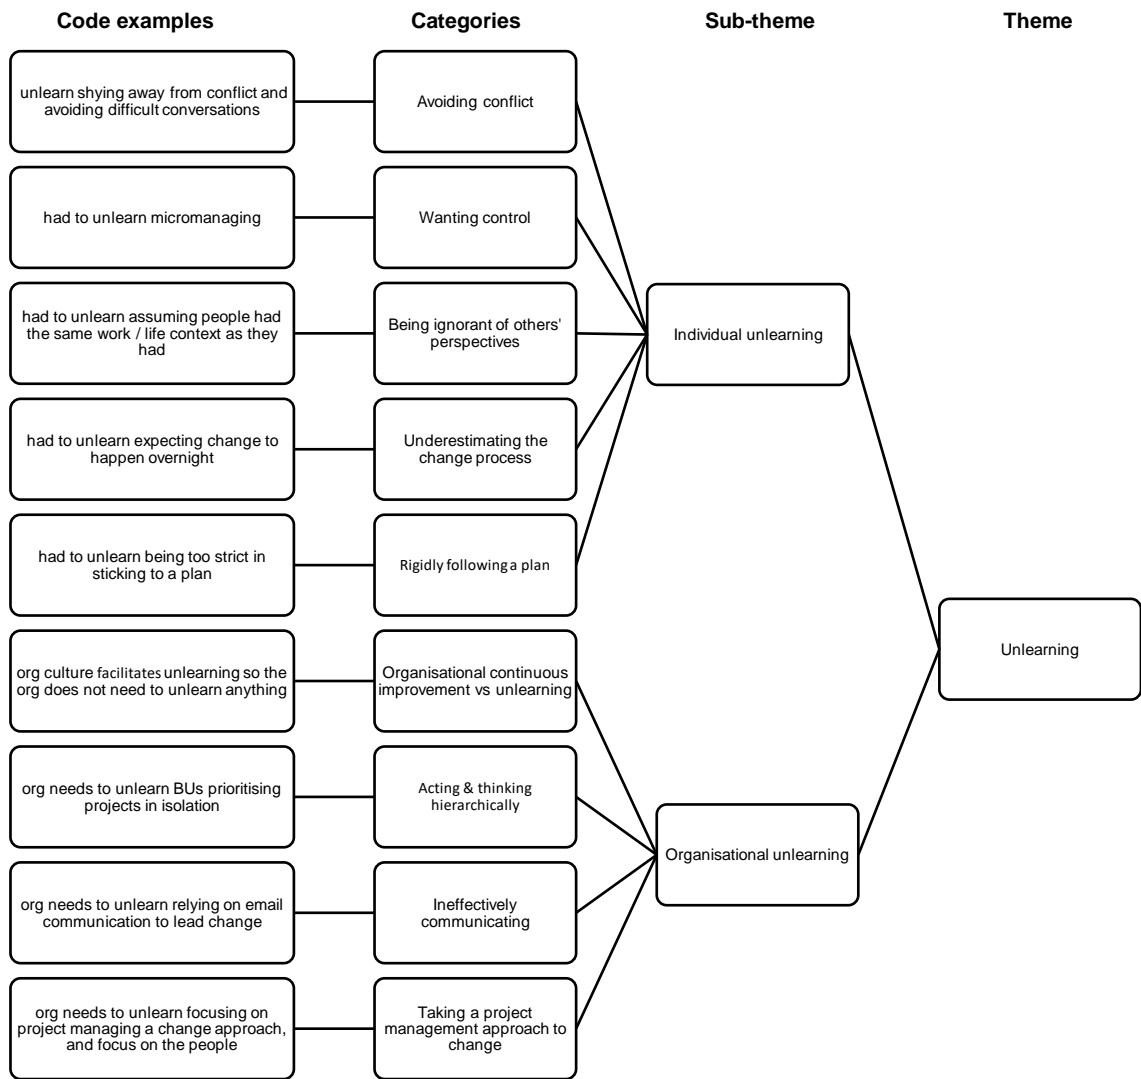 Code examples
Categories
Sub-theme
Theme
unlearn shying away from conflict and
avoiding difficult conversations
Avoiding conflict
had to unlearn micromanaging
Wanting control
had to unlearn assuming people had
the same work / life context as they
had
Being ignorant of others'
perspectives
Individual unlearning
had to unlearn expecting change to
happen overnight
Underestimating the
change process
had to unlearn being too strict in
sticking to a plan
Rigidly following a plan
Unlearning
org culture facilitates unlearning so the
org does not need to unlearn anything
Organisational continuous
improvement vs unlearning
org needs to unlearn BUs prioritising
projects in isolation
Acting & thinking
hierarchically
Organisational unlearning
org needs to unlearn relying on email
communication to lead change
Ineffectively
communicating
org needs to unlearn focusing on
project managing a change approach,
and focus on the people
Taking a project
management approach to
change